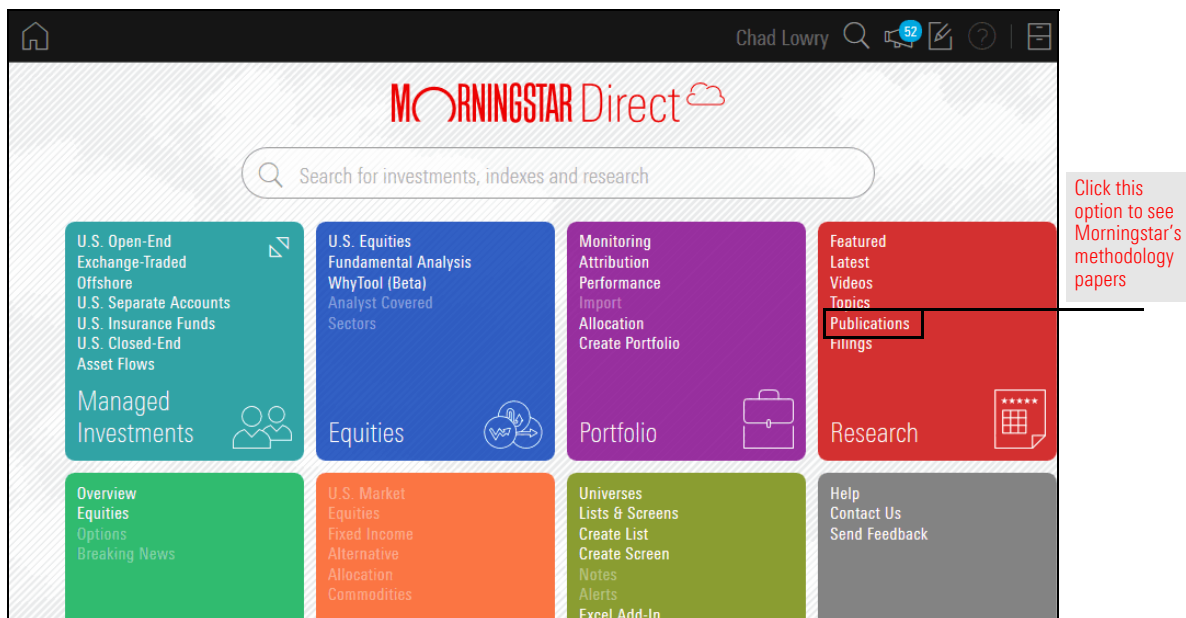 Chad Lowry
52
MORNINGSTAR Direct
Search for investments, indexes and research
Click this
option to see
Morningstar's
methodology
papers
U.S. Open-End
Exchange-Traded
Offshore
U.S. Separate Accounts
U.S. Insurance Funds
U.S. Closed-End
Asset Flows
Managed
Investments
U.S. Equities
Fundamental Analysis
WhyTool (Beta)
Analyst Covered
Sectors
Equities
Monitoring
Attribution
Performance
Import
Allocation
Create Portfolio
Portfolio
Featured
Latest
Videos
Topics
Publications
Filings
Research
Overview
Equities
Options
Breaking News
U.S. Market
Equities
Fixed Income
Alternative
Allocation
Commodities
Universes
Lists & Screens
Create List
Create Screen
Notes
Alerts
Excel Add-In
Help
Contact Us
Send Feedback